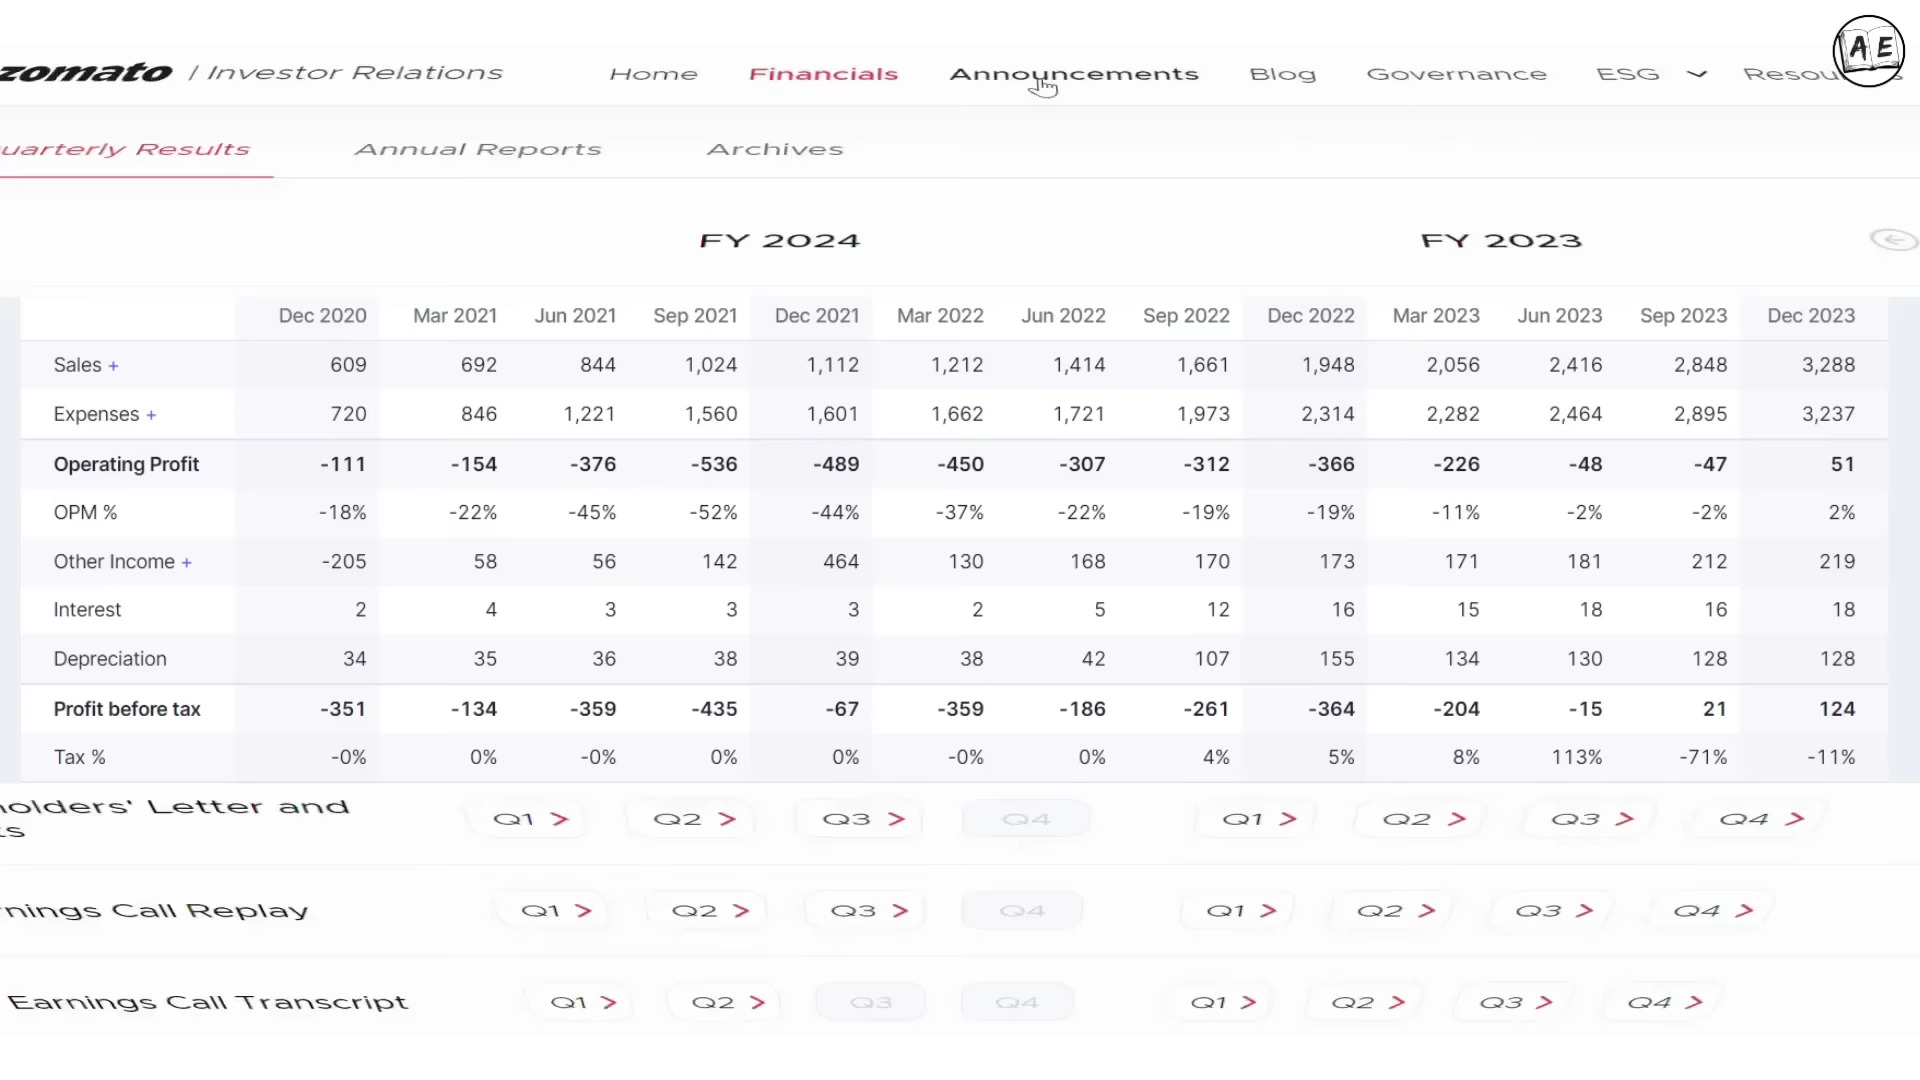 AE
zomato / Investor Relations Home Financials Announcements Blog Governance ESG
uarterly Results Annual Reports Archives
FY 2024 FY 2023
Dec 2020 Mar 2021 Jun 2021 Sep 2021 Dec 2021 Mar 2022 Jun 2022 Sep 2022 Dec 2022 Mar 2023 Jun 2023 Sep 2023 Dec 2023
Sales + 609 692 844 1,024 1,112 1,212 1,414 1,661 1,948 2,056 2,416 2,848 3,288
Expenses + 720 846 1,221 1,560 1,601 1,662 1,721 1,973 2,314 2,282 2,464 2,895 3,237
Operating Profit -111 -154 -376 -536 -489 -450 -307 -312 -366 -226 -48 -47 51
OPM % -18% -22% -45% -52% -44% -37% -22% -19% -19% -11% -2% -2% 2%
Other Income + -205 58 56 142 464 130 168 170 173 171 181 212 219
Interest 2 4 3 3 3 2 5 12 16 15 18 16 18
Depreciation 34 35 36 38 39 38 42 107 155 134 130 128 128
Profit before tax -351 -134 -359 -435 -67 -359 -186 -261 -364 -204 -15 21 124
Tax % -0% 0% -0% 0% 0% -0% 0% 4% 5% 8% 113% -71% -11%
holders' Letter and
ts
Q1 > Q2 > Q3 > Q4 Q1 > Q2 > Q3 > Q4 >
rnings Call Replay Q1 > Q2 > Q3 > Q4 Q1 > Q2 > Q3 > Q4 >
Earnings Call Transcript Q1 > Q2 > Q3 Q4 Q1 > Q2 > Q3 > Q4 >